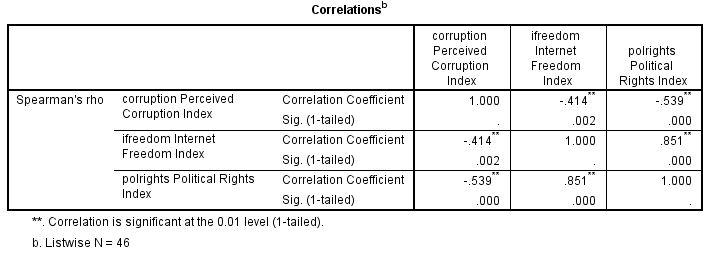 Correlationsb
corruption Perceived Corruption Index ifreedom Internet Freedom Index polrights Political Rights Index
Spearman's rho corruption Perceived Corruption Index Correlation Coefficient 1.000 -.414** -.539**
Sig. (1-tailed) . .002 .000
ifreedom Internet Freedom Index Correlation Coefficient -.414** 1.000 .851**
Sig. (1-tailed) .002 . .000
polrights Political Rights Index Correlation Coefficient -.539** .851** 1.000
Sig. (1-tailed) .000 .000 .
**. Correlation is significant at the 0.01 level (1-tailed).
b. Listwise N = 46